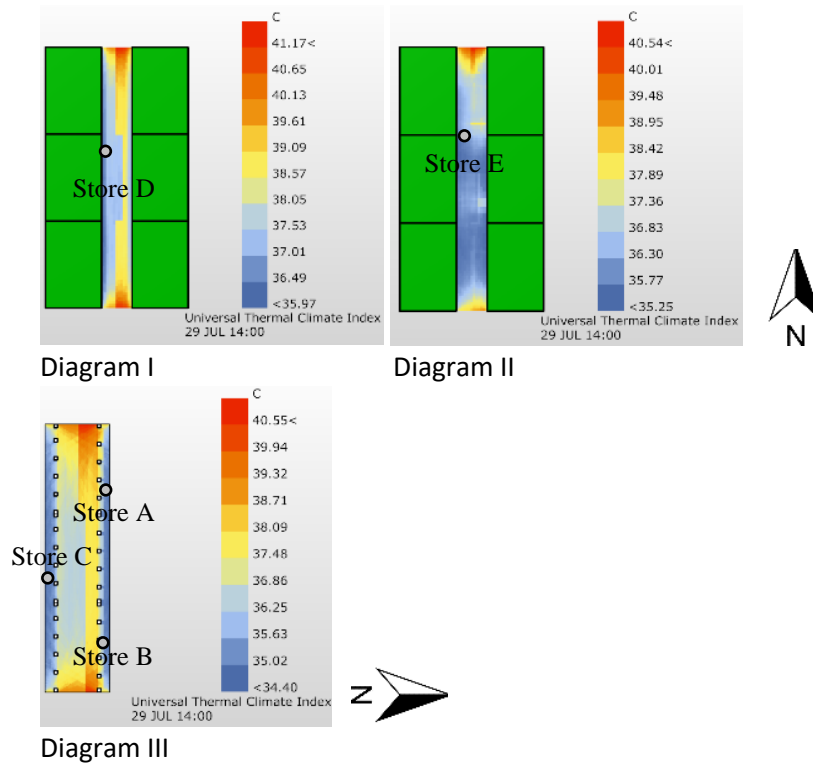 C
41.17<
40.65
40.13
39.61
39.09
38.57
38.05
37.53
37.01
36.49
<35.97
Store D
Universal Thermal Climate Index
29 JUL 14:00
Diagram I
C
40.54<
40.01
39.48
38.95
38.42
37.89
37.36
36.83
36.30
35.77
<35.25
Store E
Universal Thermal Climate Index
29 JUL 14:00
Diagram II
N
C
40.55<
39.94
39.32
38.71
38.09
37.48
36.86
36.25
35.63
35.02
<34.40
Store A
Store C
Store B
Universal Thermal Climate Index
29 JUL 14:00
N
Diagram III